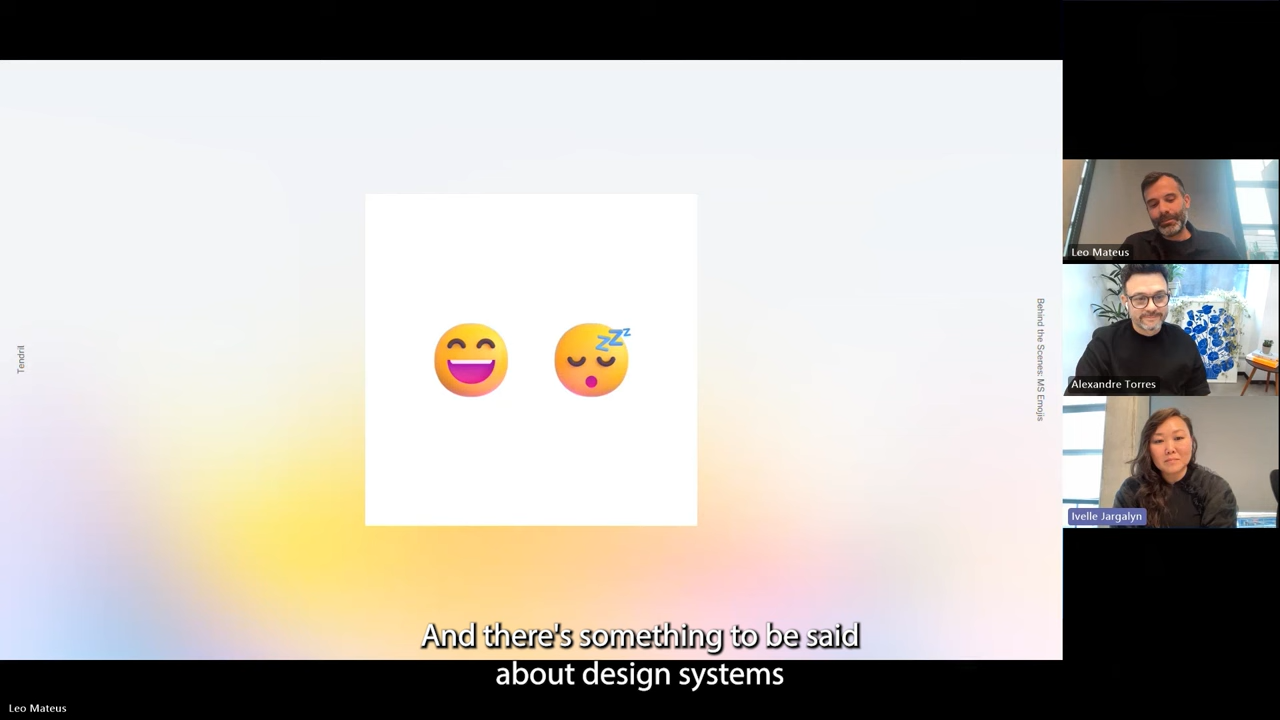 Tendril
Behind the Scenes: MS Emojis
zzz
Leo Mateus
Alexandre Torres
Ivelle Jargalyn
And there's something to be said
about design systems
Leo Mateus